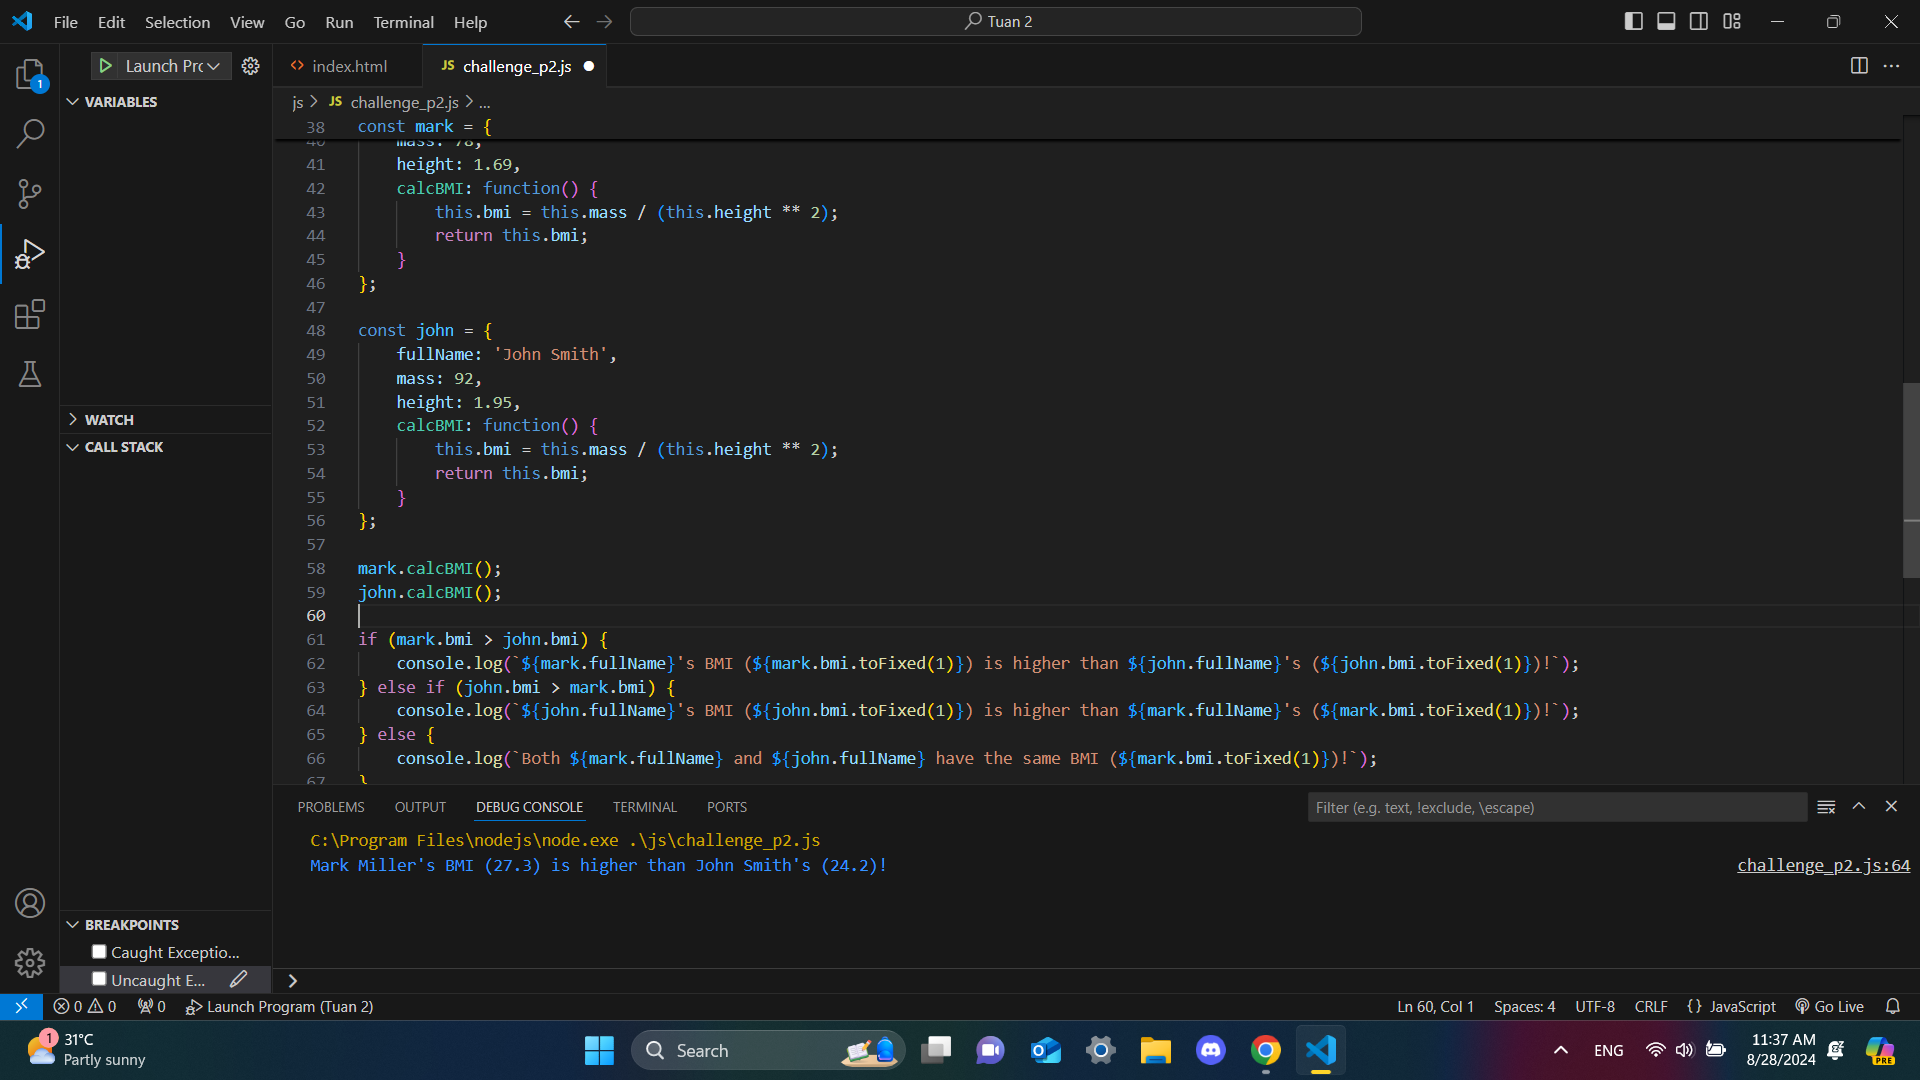 File Edit Selection View Go Run Terminal Help
Tuan 2
Launch Prc
index.html
JS challenge_p2.js
1
VARIABLES
js > JS challenge_p2.js > ...
38 const mark = {
40 mass: 78,
41 height: 1.69,
42 calcBMI: function() {
43 this.bmi = this.mass / (this.height ** 2);
44 return this.bmi;
45 }
46 };
47
48 const john = {
49 fullName: 'John Smith',
50 mass: 92,
51 height: 1.95,
52 calcBMI: function() {
53 this.bmi = this.mass / (this.height ** 2);
54 return this.bmi;
55 }
56 };
57
58 mark.calcBMI();
59 john.calcBMI();
60
61 if (mark.bmi > john.bmi) {
62 console.log(`${mark.fullName}'s BMI (${mark.bmi.toFixed(1)}) is higher than ${john.fullName}'s (${john.bmi.toFixed(1)})!`);
63 } else if (john.bmi > mark.bmi) {
64 console.log(`${john.fullName}'s BMI (${john.bmi.toFixed(1)}) is higher than ${mark.fullName}'s (${mark.bmi.toFixed(1)})!`);
65 } else {
66 console.log(`Both ${mark.fullName} and ${john.fullName} have the same BMI (${mark.bmi.toFixed(1)})!`);
67 }
WATCH
CALL STACK
BREAKPOINTS
Caught Exceptio...
Uncaught E...
PROBLEMS OUTPUT DEBUG CONSOLE TERMINAL PORTS
Filter (e.g. text, !exclude, \escape)
C:\Program Files\nodejs\node.exe .\js\challenge_p2.js
Mark Miller's BMI (27.3) is higher than John Smith's (24.2)!
challenge_p2.js:64
>
0 0 0 Launch Program (Tuan 2)
Ln 60, Col 1 Spaces: 4 UTF-8 CRLF {} JavaScript Go Live
1
31°C
Partly sunny
Search
ENG
11:37 AM
8/28/2024
PRE